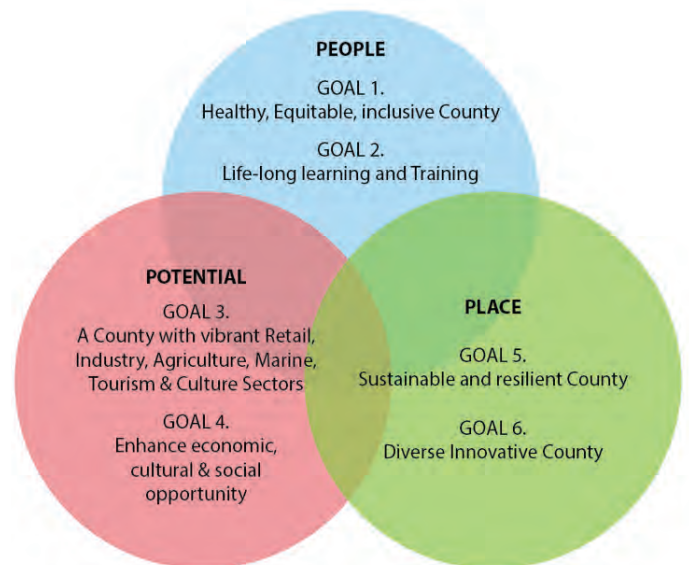 PEOPLE
GOAL 1.
Healthy, Equitable, inclusive County
GOAL 2.
Life-long learning and Training
POTENTIAL
GOAL 3.
A County with vibrant Retail,
Industry, Agriculture, Marine,
Tourism & Culture Sectors
GOAL 4.
Enhance economic,
cultural & social
opportunity
PLACE
GOAL 5.
Sustainable and resilient County
GOAL 6.
Diverse Innovative County